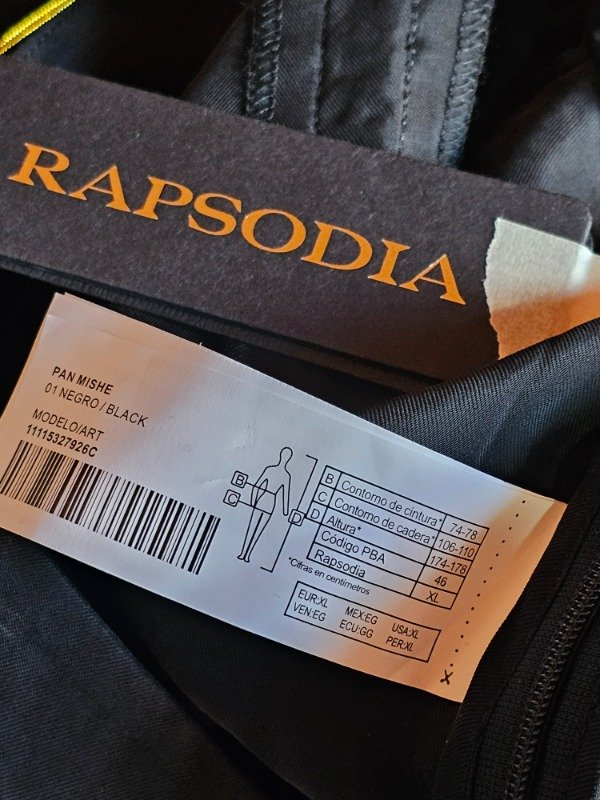 RAPSODIA
PAN MISHE
01 NEGRO / BLACK
MODELO/ART
11115327926C
B
C
D
B Contorno de cintura* 74-78
C Contorno de cadera* 106-110
D Altura* 174-178
Código PBA 46
Rapsodia XL
*Cifras en centímetros
EUR:XL MEX:EG USA:XL
VEN:EG ECU:GG PER:XL
X